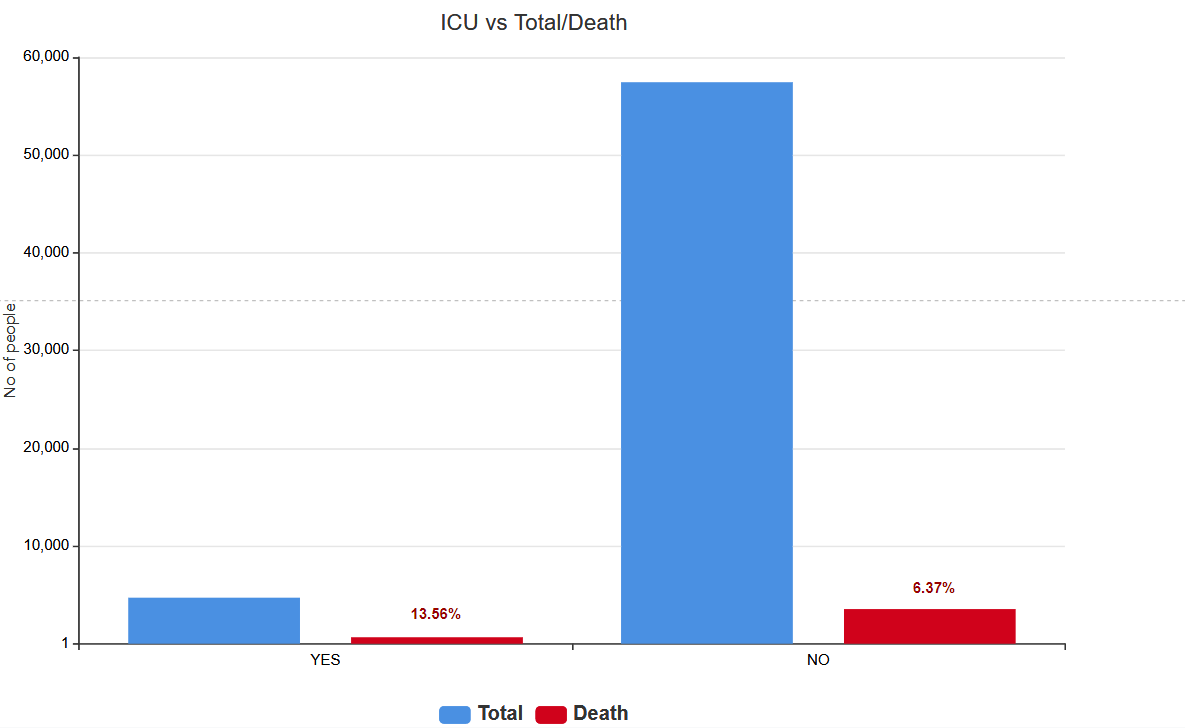 ICU vs Total/Death
60,000
50,000
40,000
30,000
20,000
10,000
1
No of people
13.56%
6.37%
YES
NO
Total
Death